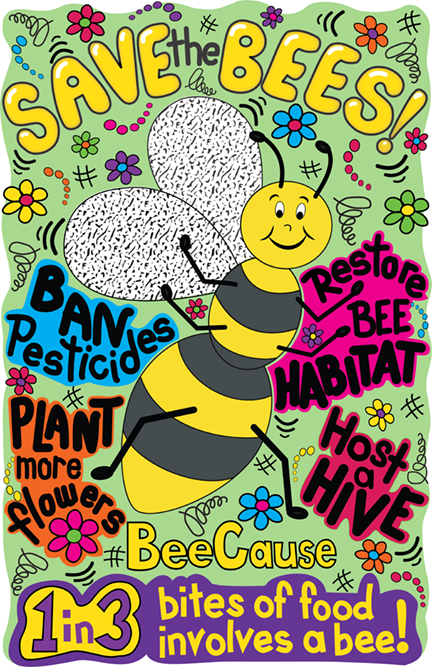 SAVE the BEES!
BAN
Pesticides
Restore
BEE
HABITAT
PLANT
more
flowers
Host
a
HIVE
BeeCause
1 in 3 bites of food
involves a bee!